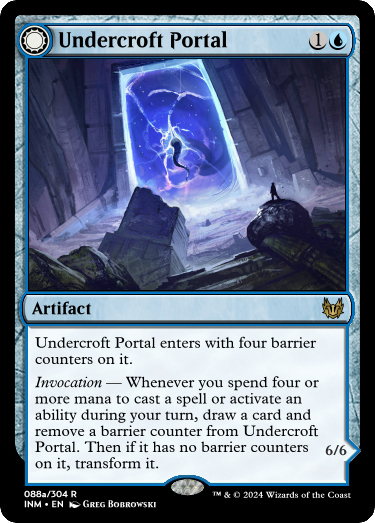 Undercroft Portal 1
Artifact
Undercroft Portal enters with four barrier
counters on it.
Invocation — Whenever you spend four or
more mana to cast a spell or activate an
ability during your turn, draw a card and
remove a barrier counter from Undercroft
Portal. Then if it has no barrier counters
on it, transform it.
6/6
088a/304 R
INM • EN Greg Bobrowski
™ & © 2024 Wizards of the Coast